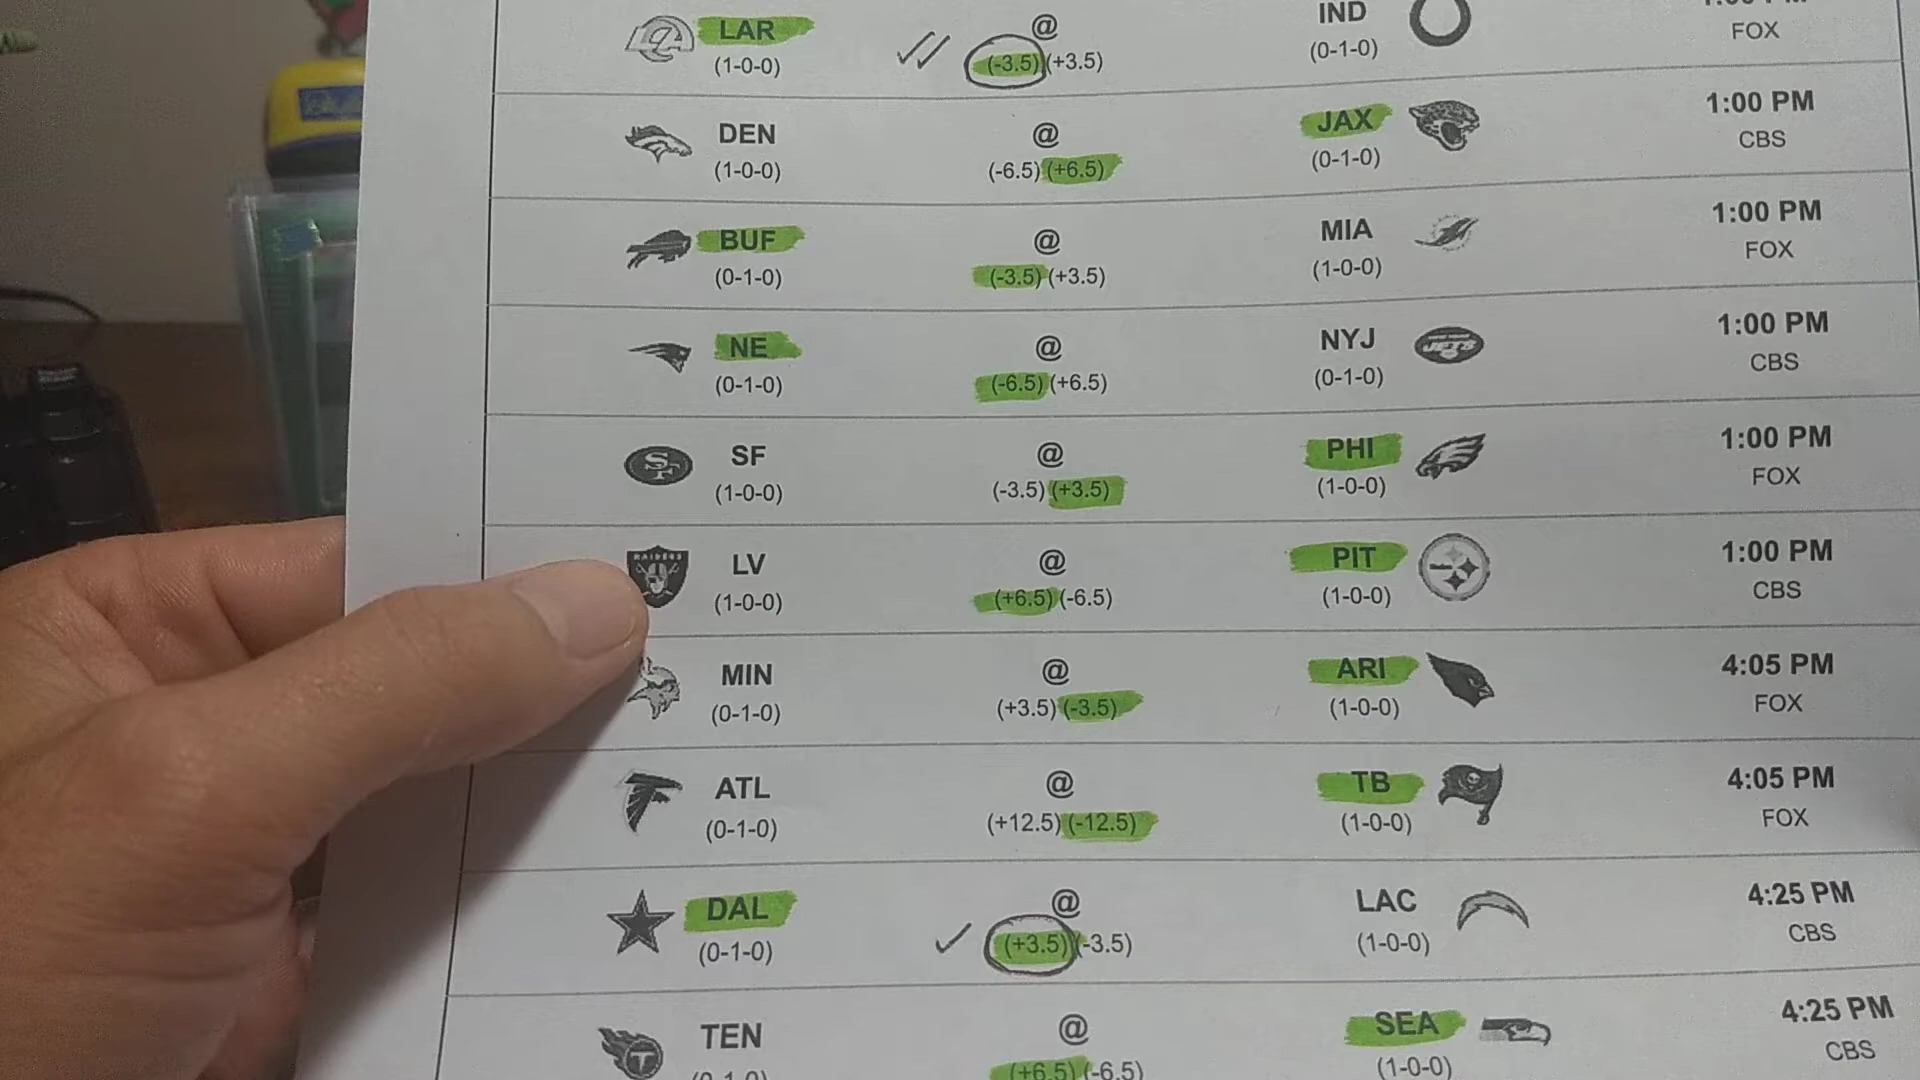 LAR @ IND
(1-0-0) (-3.5) (+3.5) (0-1-0) FOX
DEN @ JAX 1:00 PM
(1-0-0) (-6.5) (+6.5) (0-1-0) CBS
BUF @ MIA 1:00 PM
(0-1-0) (-3.5) (+3.5) (1-0-0) FOX
NE @ NYJ JETS 1:00 PM
(0-1-0) (-6.5) (+6.5) (0-1-0) CBS
SF SF @ PHI 1:00 PM
(1-0-0) (-3.5) (+3.5) (1-0-0) FOX
RAIDERS LV @ PIT 1:00 PM
(1-0-0) (+6.5) (-6.5) (1-0-0) CBS
MIN @ ARI 4:05 PM
(0-1-0) (+3.5) (-3.5) (1-0-0) FOX
ATL @ TB 4:05 PM
(0-1-0) (+12.5) (-12.5) (1-0-0) FOX
DAL @ LAC 4:25 PM
(0-1-0) (+3.5) (-3.5) (1-0-0) CBS
T TEN @ SEA 4:25 PM
(0-1-0) (+6.5) (-6.5) (1-0-0) CBS